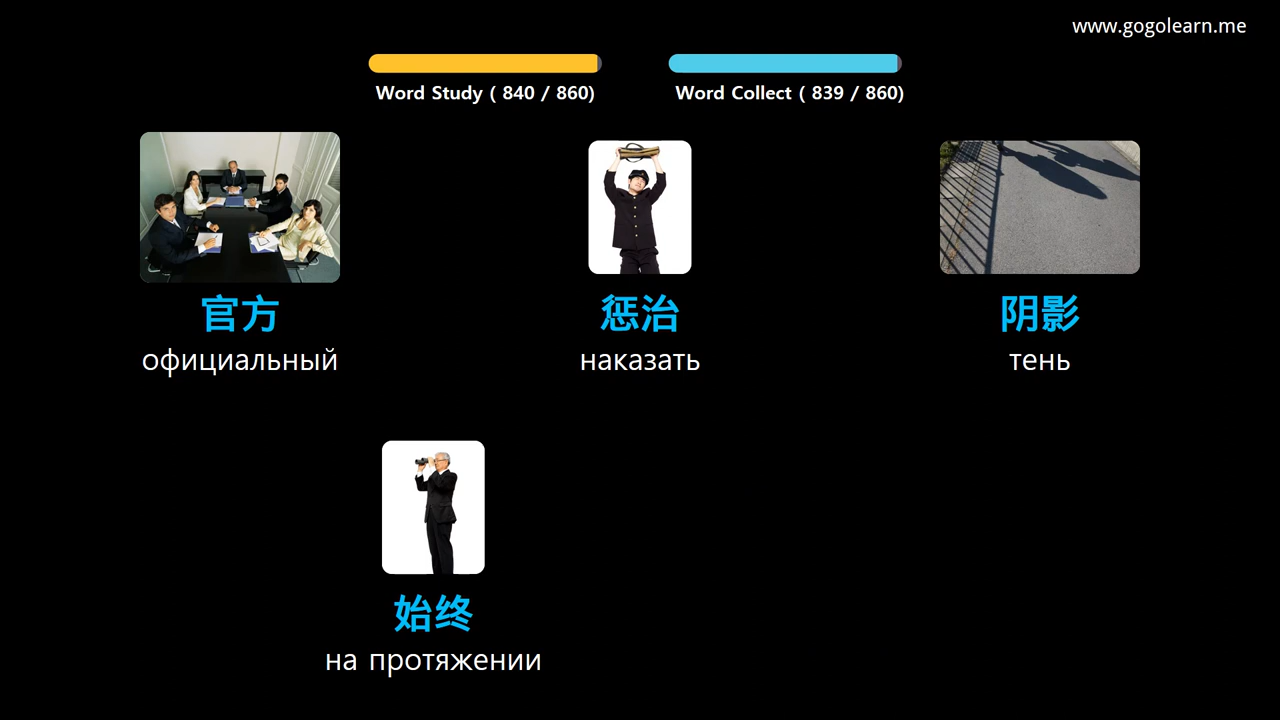 www.gogolearn.me
Word Study ( 840 / 860)
Word Collect ( 839 / 860)
官方
официальный
惩治
наказать
阴影
тень
始终
на протяжении